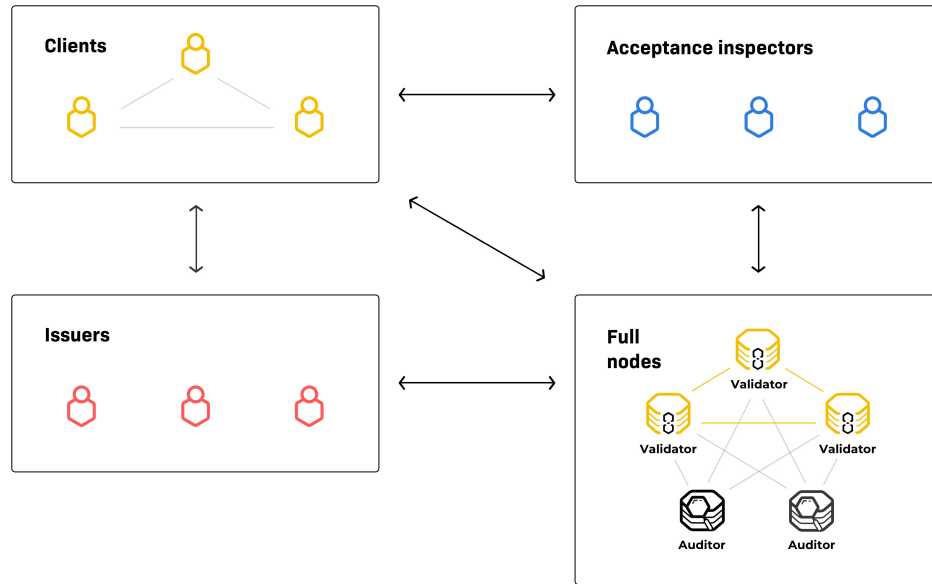 Clients
Acceptance inspectors
Issuers
Full
nodes
Validator
Validator
Validator
Auditor
Auditor